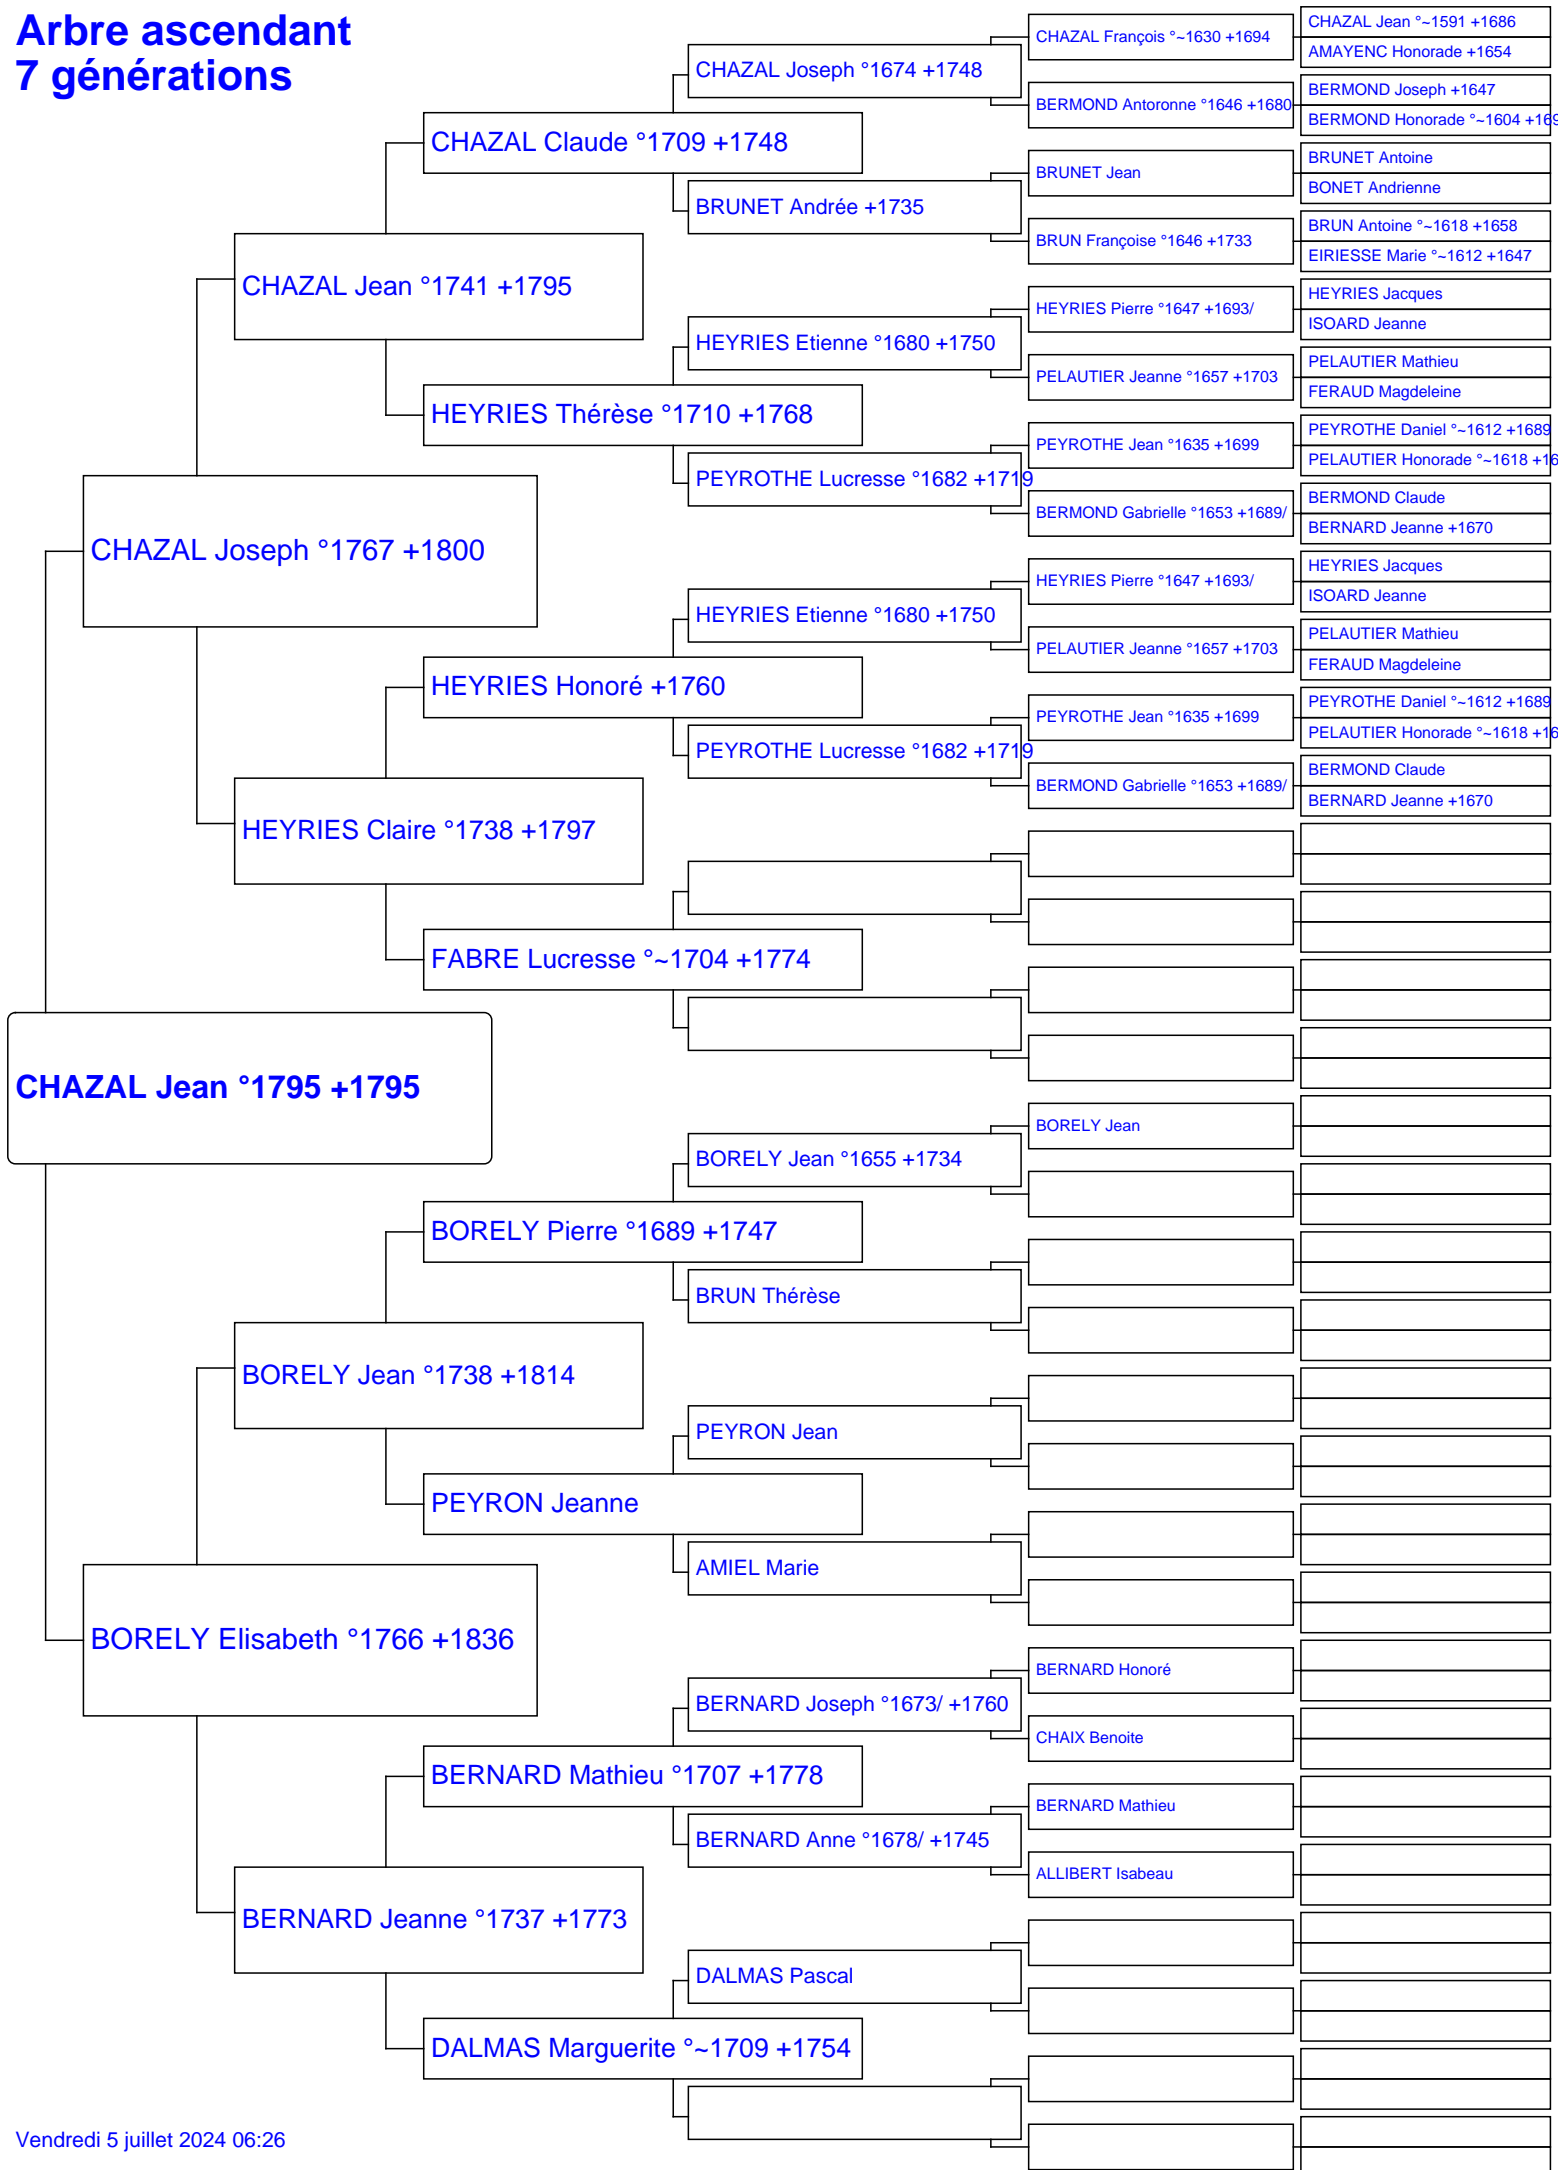 Arbre ascendant
7 générations
CHAZAL Jean °1795 +1795
CHAZAL Joseph °1767 +1800
BORELY Elisabeth °1766 +1836
CHAZAL Jean °1741 +1795
HEYRIES Claire °1738 +1797
BORELY Jean °1738 +1814
BERNARD Jeanne °1737 +1773
CHAZAL Claude °1709 +1748
HEYRIES Thérèse °1710 +1768
HEYRIES Honoré +1760
FABRE Lucresse °~1704 +1774
BORELY Pierre °1689 +1747
PEYRON Jeanne
BERNARD Mathieu °1707 +1778
DALMAS Marguerite °~1709 +1754
CHAZAL Joseph °1674 +1748
BRUNET Andrée +1735
HEYRIES Etienne °1680 +1750
PEYROTHE Lucresse °1682 +1719
HEYRIES Etienne °1680 +1750
PEYROTHE Lucresse °1682 +1719
BORELY Jean °1655 +1734
BRUN Thérèse
PEYRON Jean
AMIEL Marie
BERNARD Joseph °1673/ +1760
BERNARD Anne °1678/ +1745
DALMAS Pascal
CHAZAL François °~1630 +1694
BERMOND Antoronne °1646 +1680
BRUNET Jean
BRUN Françoise °1646 +1733
HEYRIES Pierre °1647 +1693/
PELAUTIER Jeanne °1657 +1703
PEYROTHE Jean °1635 +1699
BERMOND Gabrielle °1653 +1689/
HEYRIES Pierre °1647 +1693/
PELAUTIER Jeanne °1657 +1703
PEYROTHE Jean °1635 +1699
BERMOND Gabrielle °1653 +1689/
BORELY Jean
BERNARD Honoré
CHAIX Benoite
BERNARD Mathieu
ALLIBERT Isabeau
CHAZAL Jean °~1591 +1686
AMAYENC Honorade +1654
BERMOND Joseph +1647
BERMOND Honorade °~1604 +169
BRUNET Antoine
BONET Andrienne
BRUN Antoine °~1618 +1658
EIRIESSE Marie °~1612 +1647
HEYRIES Jacques
ISOARD Jeanne
PELAUTIER Mathieu
FERAUD Magdeleine
PEYROTHE Daniel °~1612 +1689
PELAUTIER Honorade °~1618 +16
BERMOND Claude
BERNARD Jeanne +1670
HEYRIES Jacques
ISOARD Jeanne
PELAUTIER Mathieu
FERAUD Magdeleine
PEYROTHE Daniel °~1612 +1689
PELAUTIER Honorade °~1618 +16
BERMOND Claude
BERNARD Jeanne +1670
Vendredi 5 juillet 2024 06:26